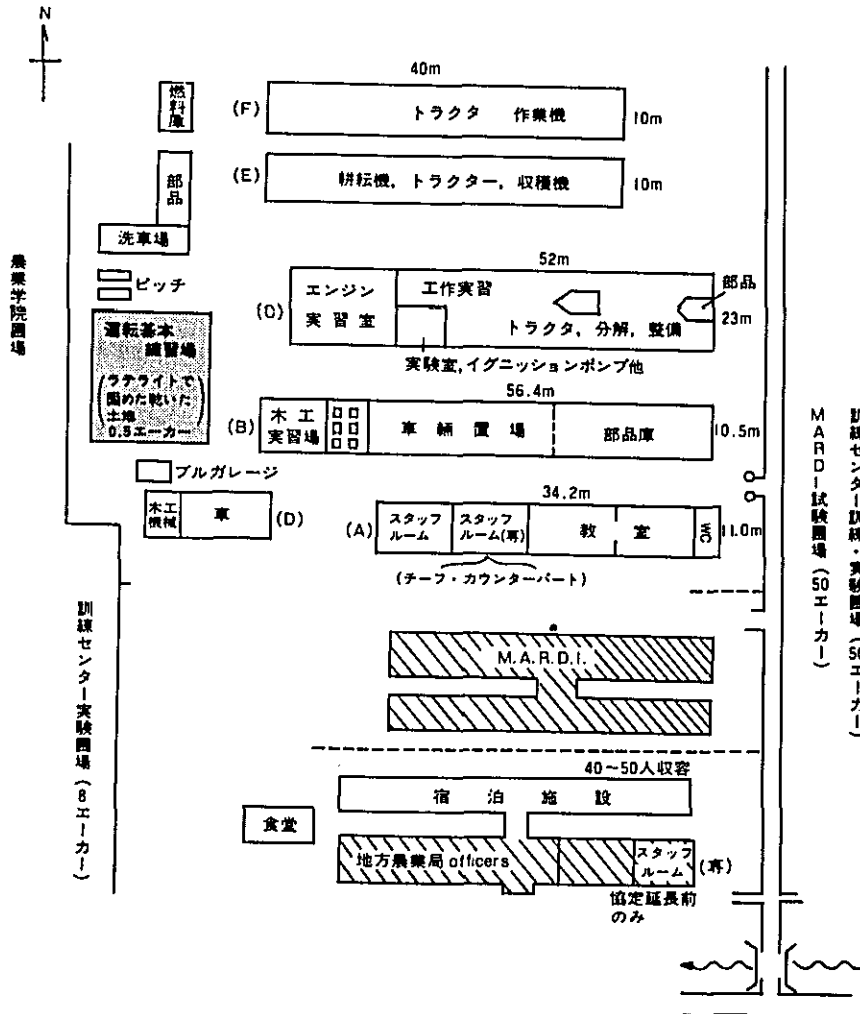 N
40m
燃料庫
(F)
トラクタ 作業機
10m
部品
(E)
耕耘機，トラクター，収穫機
10m
洗車場
農業学院圃場
ピッチ
52m
エンジン
実習室
工作実習
部品
(C)
トラクタ，分解，整備
23m
実験室，イグニッションポンプ他
運転基本
練習場
(ラテライトで
固めた乾いた
土地
0.5エーカー)
56.4m
(B)
木工
実習場
車輛置場
部品庫
10.5m
ブルガレージ
34.2m
木工
機械
車
(D)
(A)
スタッフ
ルーム
スタッフ
ルーム(専)
教室
WC
11.0m
(チーフ・カウンターパート)
MARDI試験圃場(50エーカー)
訓練センター訓練・実験圃場(50エーカー)
訓練センター実験圃場(8エーカー)
M.A.R.D.I.
40～50人収容
宿泊施設
食堂
地方農業局 officers
スタッフ
ルーム
(専)
協定延長前
のみ